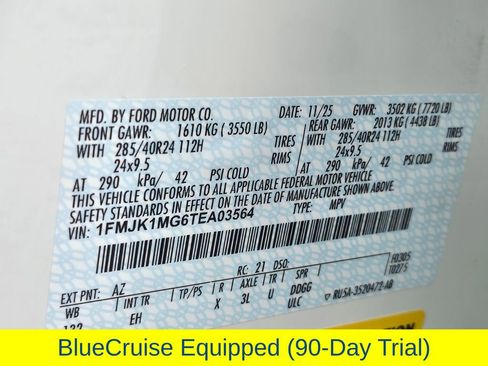 MFD. BY FORD MOTOR CO.
DATE: 11/25 GVWR: 3502 KG (7720 LB)
FRONT GAWR: 1610 KG (3550 LB)
REAR GAWR: 2013 KG (4438 LB)
WITH 285/40R24 112H TIRES
WITH 285/40R24 112H TIRES
24x9.5 RIMS
24x9.5 RIMS
AT 290 kPa/ 42 PSI COLD
AT 290 kPa/ 42 PSI COLD
THIS VEHICLE CONFORMS TO ALL APPLICABLE FEDERAL MOTOR VEHICLE
SAFETY STANDARDS IN EFFECT ON THE DATE OF MANUFACTURE SHOWN ABOVE.
VIN: 1FMJK1MG6TEA03564
TYPE: MPV
EXT PNT: AZ RC: 21 DSO: F0305
WB INT TR TP/PS R AXLE TR SPR T0275
122 EH X 3L U DDGG
ULC RU5A-3520472-AB
BlueCruise Equipped (90-Day Trial)